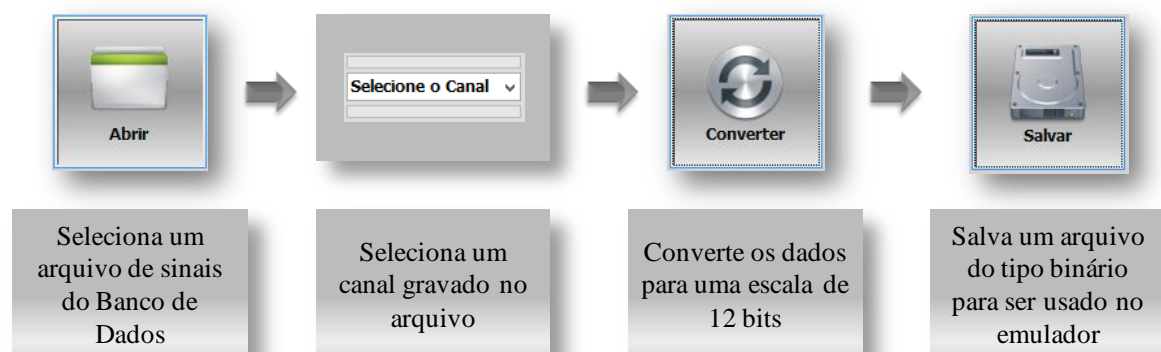 Abrir
Selecione o Canal
Converter
Salvar
Seleciona um
arquivo de sinais
do Banco de
Dados
Seleciona um
canal gravado no
arquivo
Converte os dados
para uma escala de
12 bits
Salva um arquivo
do tipo binário
para ser usado no
emulador